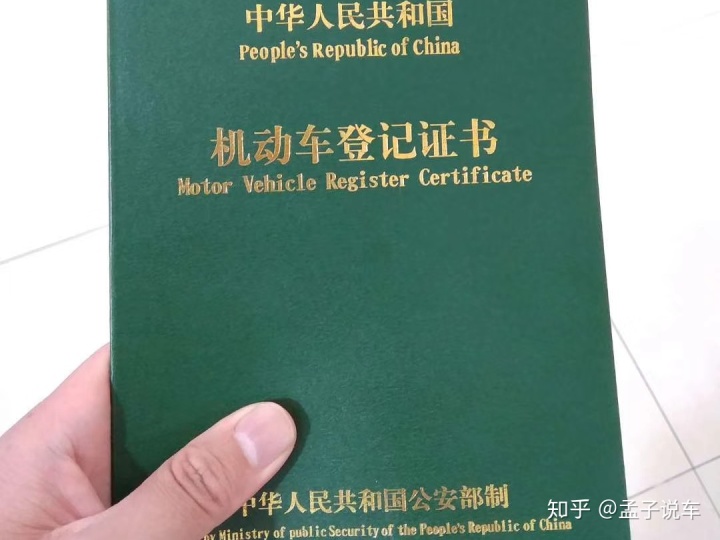 中华人民共和国
People's Republic of China
机动车登记证书
Motor Vehicle Register Certificate
中华人民共和国公安部制
by Ministry of public Security of the People's Republic of China
知乎 @孟子说车